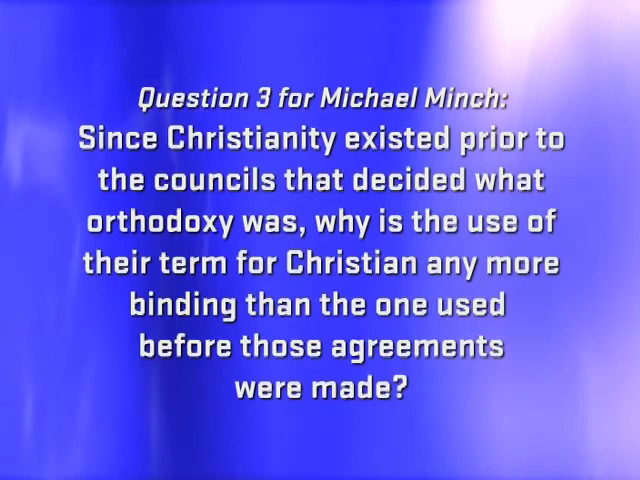 Question 3 for Michael Minch:
Since Christianity existed prior to
the councils that decided what
orthodoxy was, why is the use of
their term for Christian any more
binding than the one used
before those agreements
were made?